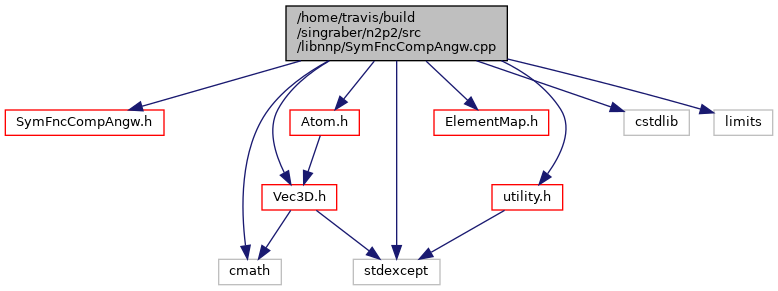 /home/travis/build
/singraber/n2p2/src
/libnnp/SymFncCompAngw.cpp
SymFncCompAngw.h
Atom.h
ElementMap.h
cstdlib
limits
Vec3D.h
utility.h
cmath
stdexcept